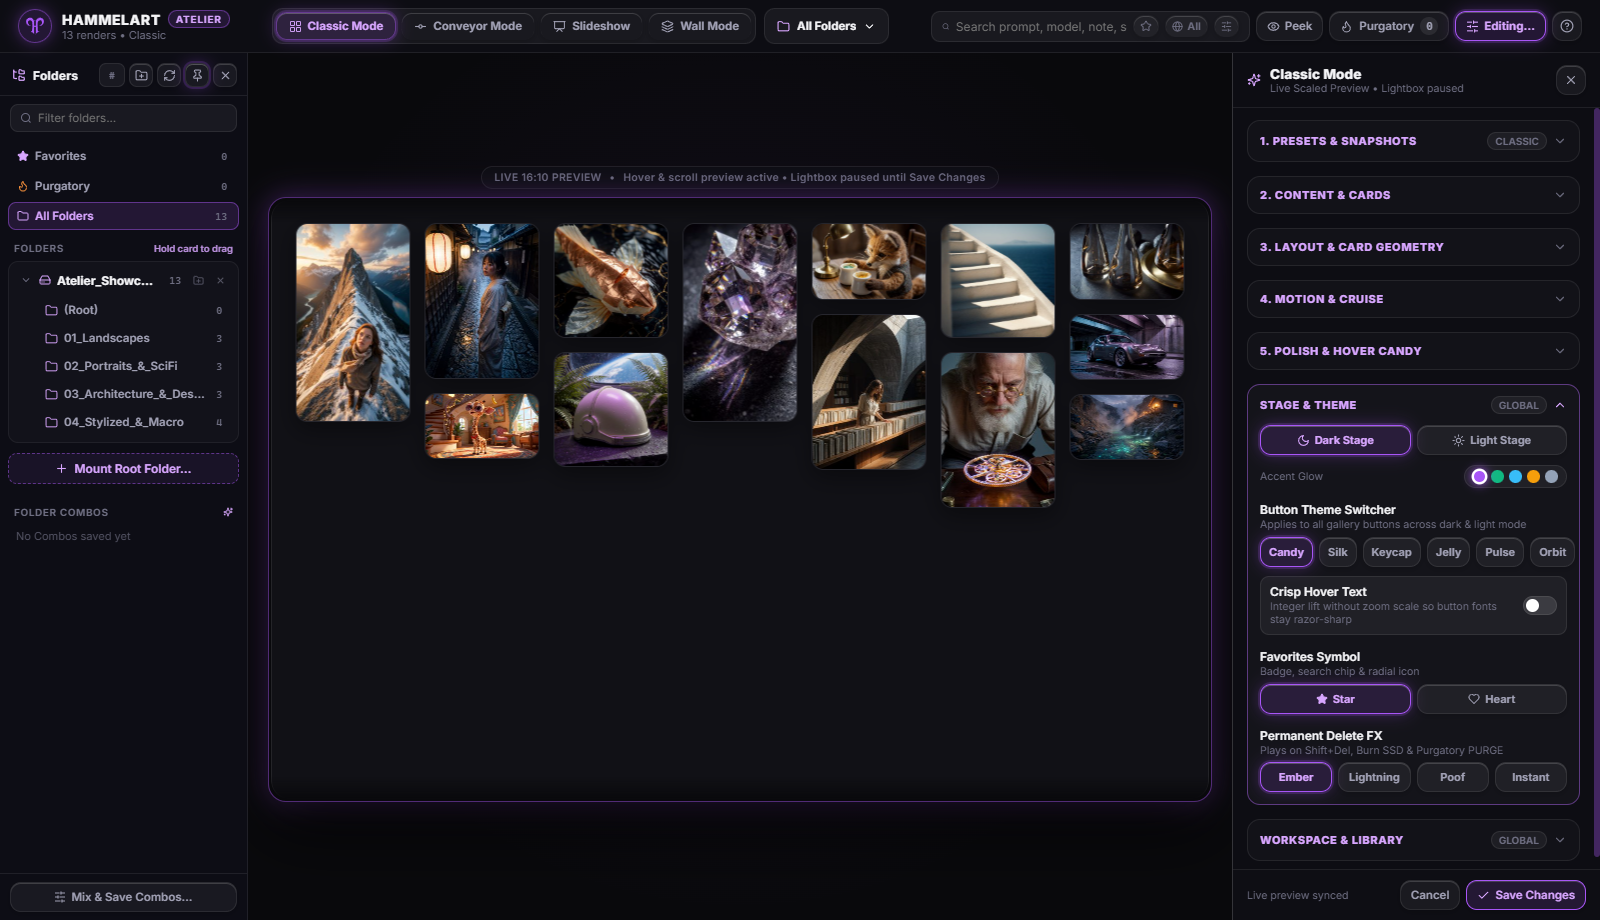 HAMMELART ATELIER
13 renders • Classic
Classic Mode
Conveyor Mode
Slideshow
Wall Mode
All Folders
Search prompt, model, note, s
All
Peek
Purgatory 0
Editing...
Folders
#
Filter folders...
Favorites 0
Purgatory 0
All Folders 13
FOLDERS Hold card to drag
Atelier_Showc... 13
(Root) 0
01_Landscapes 3
02_Portraits_&_SciFi 3
03_Architecture_&_Des... 3
04_Stylized_&_Macro 4
+ Mount Root Folder...
FOLDER COMBOS
No Combos saved yet
Mix & Save Combos...
LIVE 16:10 PREVIEW • Hover & scroll preview active • Lightbox paused until Save Changes
Classic Mode
Live Scaled Preview • Lightbox paused
1. PRESETS & SNAPSHOTS CLASSIC
2. CONTENT & CARDS
3. LAYOUT & CARD GEOMETRY
4. MOTION & CRUISE
5. POLISH & HOVER CANDY
STAGE & THEME GLOBAL
Dark Stage
Light Stage
Accent Glow
Button Theme Switcher
Applies to all gallery buttons across dark & light mode
Candy
Silk
Keycap
Jelly
Pulse
Orbit
Crisp Hover Text
Integer lift without zoom scale so button fonts
stay razor-sharp
Favorites Symbol
Badge, search chip & radial icon
Star
Heart
Permanent Delete FX
Plays on Shift+Del, Burn SSD & Purgatory PURGE
Ember
Lightning
Poof
Instant
WORKSPACE & LIBRARY GLOBAL
Live preview synced
Cancel
Save Changes